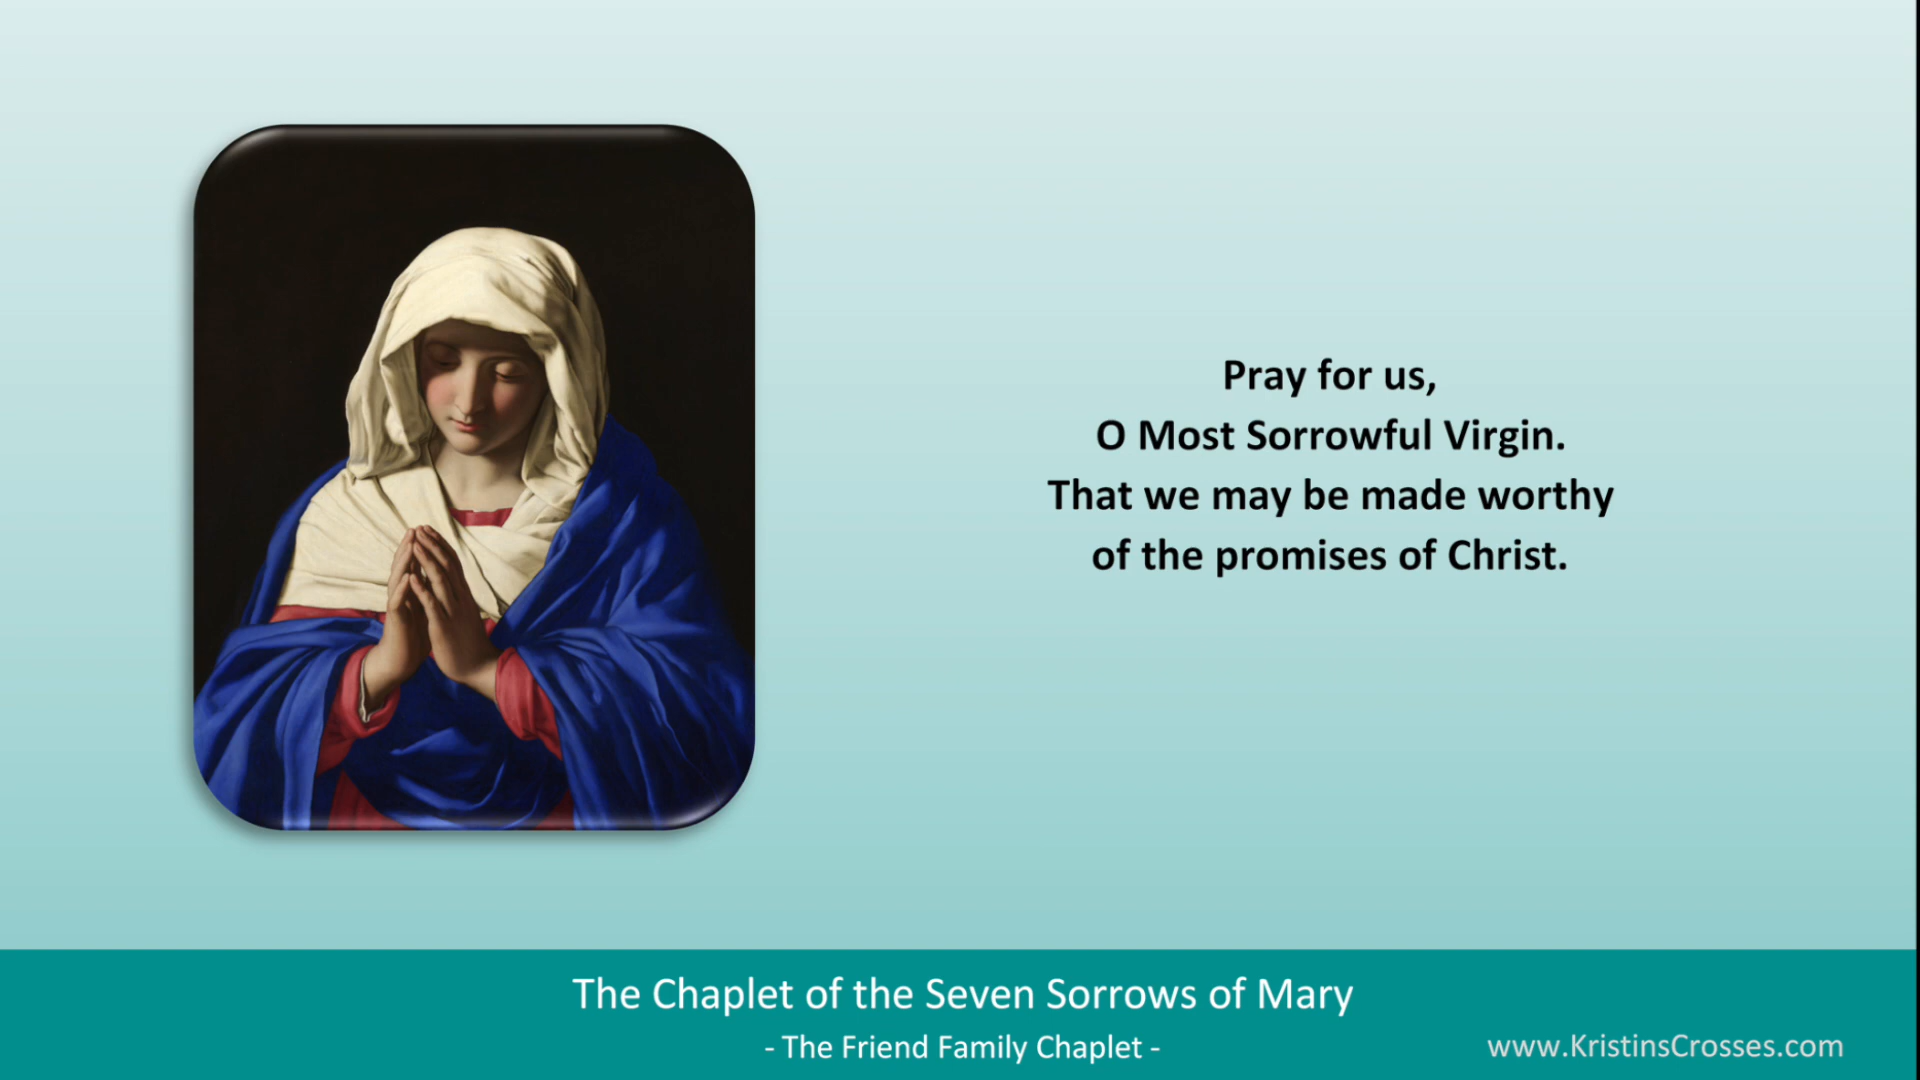 Pray for us,
O Most Sorrowful Virgin.
That we may be made worthy
of the promises of Christ.
The Chaplet of the Seven Sorrows of Mary
- The Friend Family Chaplet -
www.KristinsCrosses.com